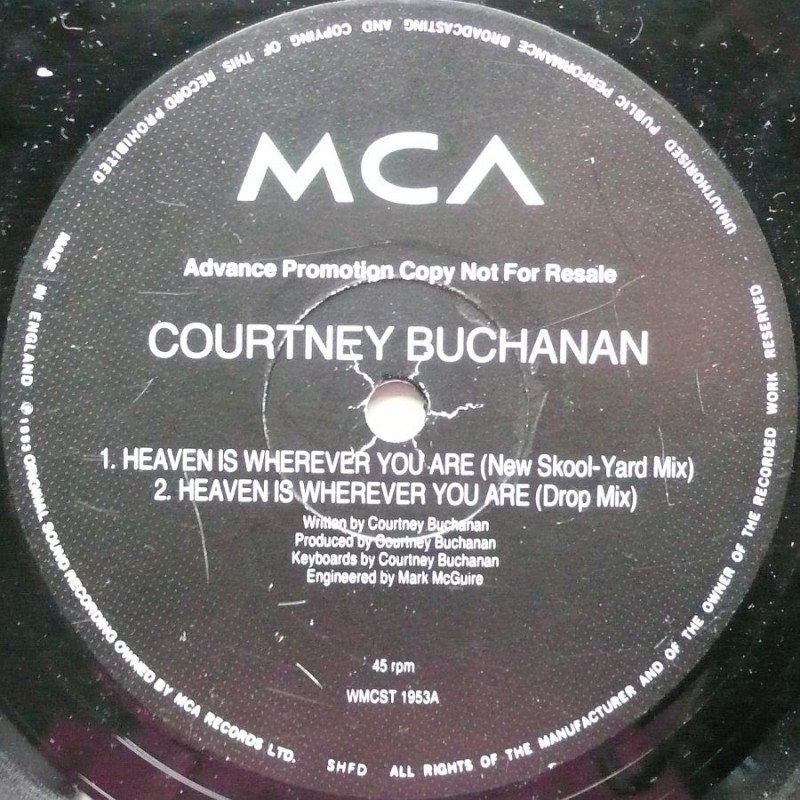 MCA
Advance Promotion Copy Not For Resale
COURTNEY BUCHANAN
1. HEAVEN IS WHEREVER YOU ARE (New Skool-Yard Mix)
2. HEAVEN IS WHEREVER YOU ARE (Drop Mix)
Written by Courtney Buchanan
Produced by Courtney Buchanan
Keyboards by Courtney Buchanan
Engineered by Mark McGuire
45 rpm
WMCST 1953A
MADE IN ENGLAND ℗ 1993 ORIGINAL SOUND RECORDING OWNED BY MCA RECORDS LTD. SHFD ALL RIGHTS OF THE MANUFACTURER AND OF THE OWNER OF THE RECORDED WORK RESERVED
UNAUTHORISED PUBLIC PERFORMANCE BROADCASTING AND COPYING OF THIS RECORD PROHIBITED